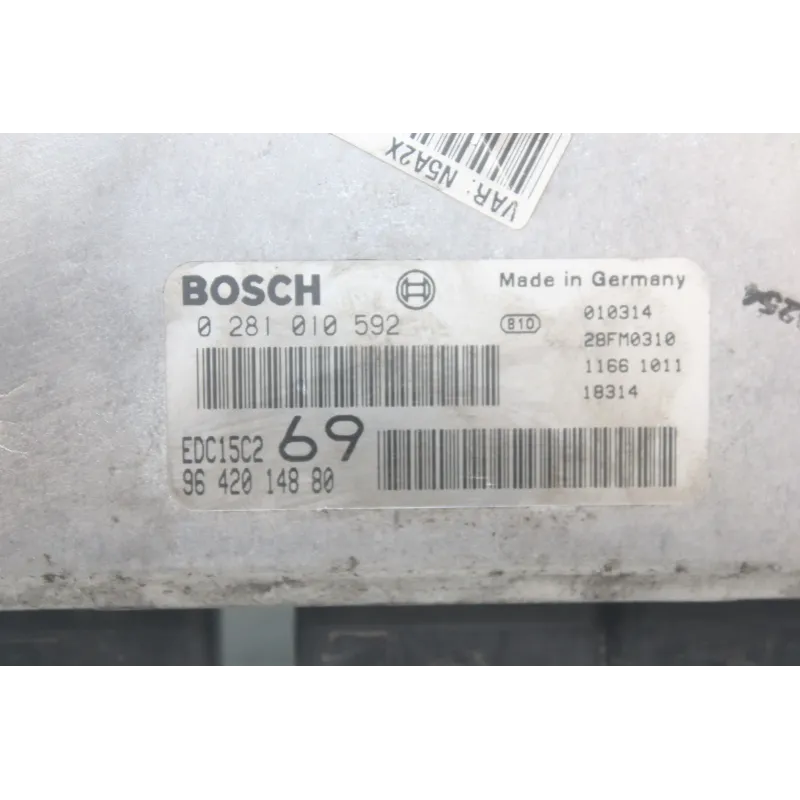 VAR: N5A2X
BOSCH
Made in Germany
0 281 010 592
B10
010314
28FM0310
1166 1011
18314
EDC15C2 69
96 420 148 80